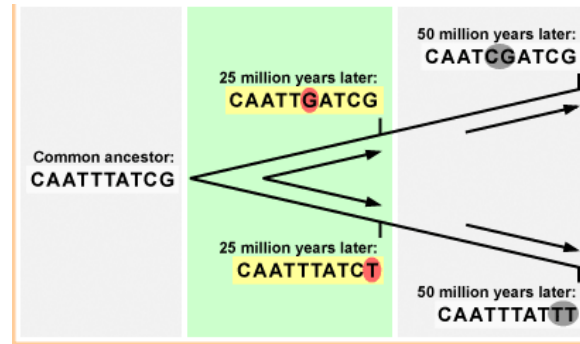 Common ancestor:
CAATTTATCG
25 million years later:
CAATTGATCG
25 million years later:
CAATTTATCT
50 million years later:
CAATCGATCG
50 million years later:
CAATTTATTT